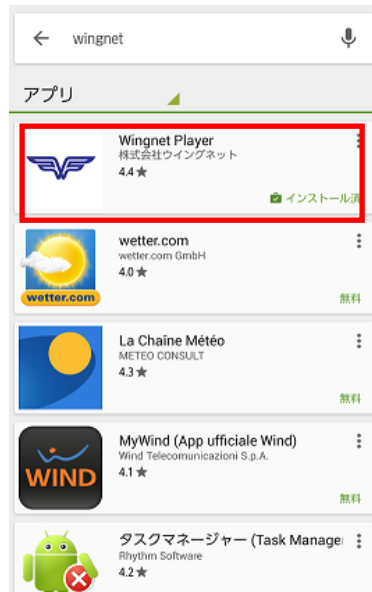 wingnet
アプリ
Wingnet Player
株式会社ウイングネット
4.4★
インストール済
wetter.com
wetter.com GmbH
4.0★
wetter.com
無料
La Chaîne Météo
METEO CONSULT
4.3★
無料
MyWind (App ufficiale Wind)
Wind Telecomunicazioni S.p.A.
4.1★
WIND
無料
タスクマネージャー (Task Manage
Rhythm Software
4.2★